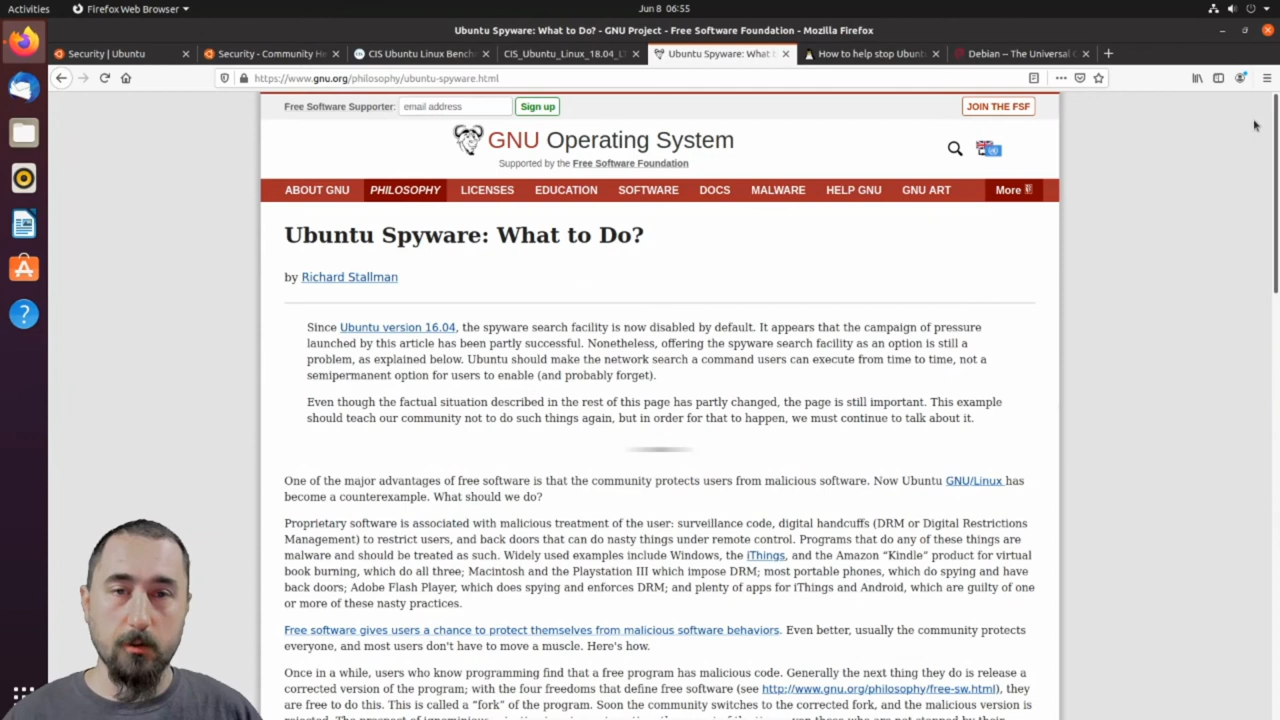 Activities
Firefox Web Browser
Jun 8 06:55
Ubuntu Spyware: What to Do? - GNU Project - Free Software Foundation - Mozilla Firefox
Security | Ubuntu
Security - Community He
CIS Ubuntu Linux Bench
CIS_Ubuntu_Linux_18.04_LT
Ubuntu Spyware: What t
How to help stop Ubunt
Debian -- The Universal O
https://www.gnu.org/philosophy/ubuntu-spyware.html
Free Software Supporter:
email address
Sign up
JOIN THE FSF
GNU Operating System
Supported by the Free Software Foundation
ABOUT GNU
PHILOSOPHY
LICENSES
EDUCATION
SOFTWARE
DOCS
MALWARE
HELP GNU
GNU ART
More
Ubuntu Spyware: What to Do?
by Richard Stallman
Since Ubuntu version 16.04, the spyware search facility is now disabled by default. It appears that the campaign of pressure
launched by this article has been partly successful. Nonetheless, offering the spyware search facility as an option is still a
problem, as explained below. Ubuntu should make the network search a command users can execute from time to time, not a
semipermanent option for users to enable (and probably forget).
Even though the factual situation described in the rest of this page has partly changed, the page is still important. This example
should teach our community not to do such things again, but in order for that to happen, we must continue to talk about it.
One of the major advantages of free software is that the community protects users from malicious software. Now Ubuntu GNU/Linux has
become a counterexample. What should we do?
Proprietary software is associated with malicious treatment of the user: surveillance code, digital handcuffs (DRM or Digital Restrictions
Management) to restrict users, and back doors that can do nasty things under remote control. Programs that do any of these things are
malware and should be treated as such. Widely used examples include Windows, the iThings, and the Amazon “Kindle” product for virtual
book burning, which do all three; Macintosh and the Playstation III which impose DRM; most portable phones, which do spying and have
back doors; Adobe Flash Player, which does spying and enforces DRM; and plenty of apps for iThings and Android, which are guilty of one
or more of these nasty practices.
Free software gives users a chance to protect themselves from malicious software behaviors. Even better, usually the community protects
everyone, and most users don't have to move a muscle. Here's how.
Once in a while, users who know programming find that a free program has malicious code. Generally the next thing they do is release a
corrected version of the program; with the four freedoms that define free software (see http://www.gnu.org/philosophy/free-sw.html), they
are free to do this. This is called a “fork” of the program. Soon the community switches to the corrected fork, and the malicious version is